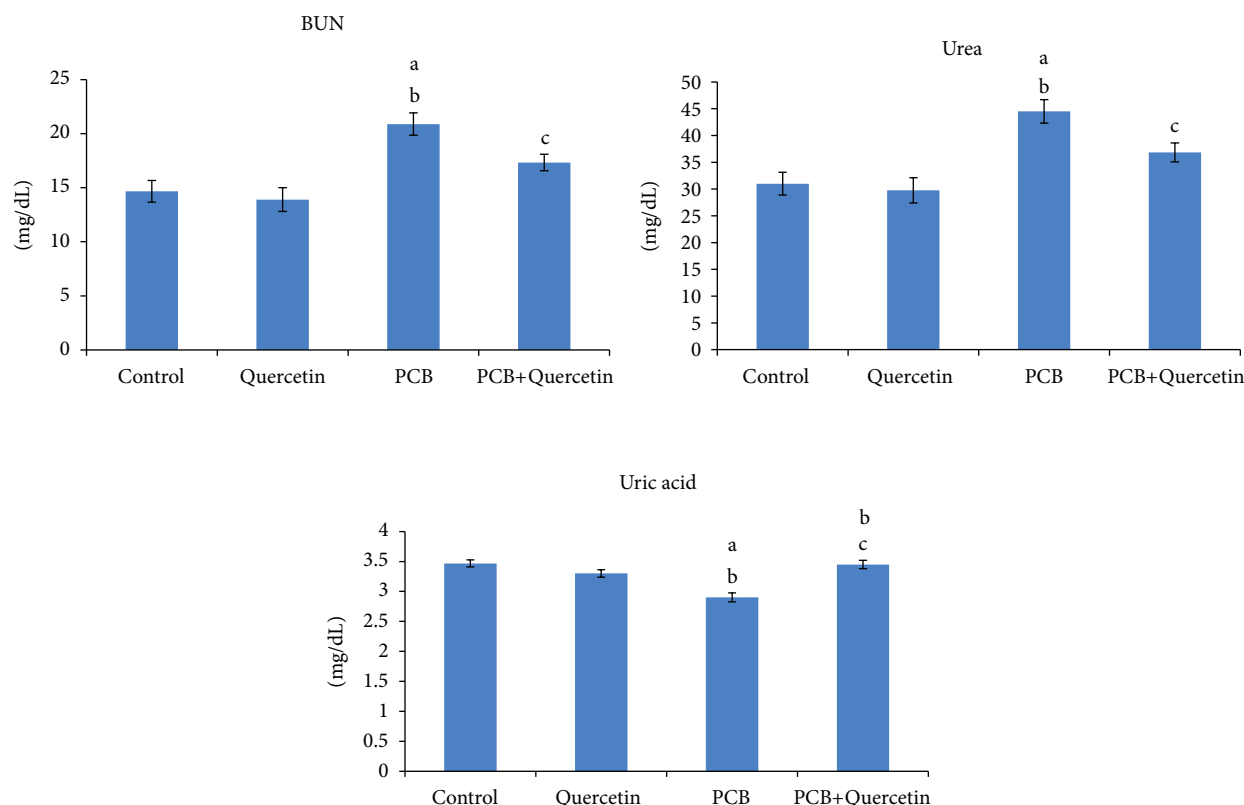 BUN
a
b
c
25
20
15
10
5
0
(mg/dL)
Control Quercetin PCB PCB+Quercetin
Urea
a
b
c
50
45
40
35
30
25
20
15
10
5
0
(mg/dL)
Control Quercetin PCB PCB+Quercetin
Uric acid
a b
b c
4
3.5
3
2.5
2
1.5
1
0.5
0
(mg/dL)
Control Quercetin PCB PCB+Quercetin